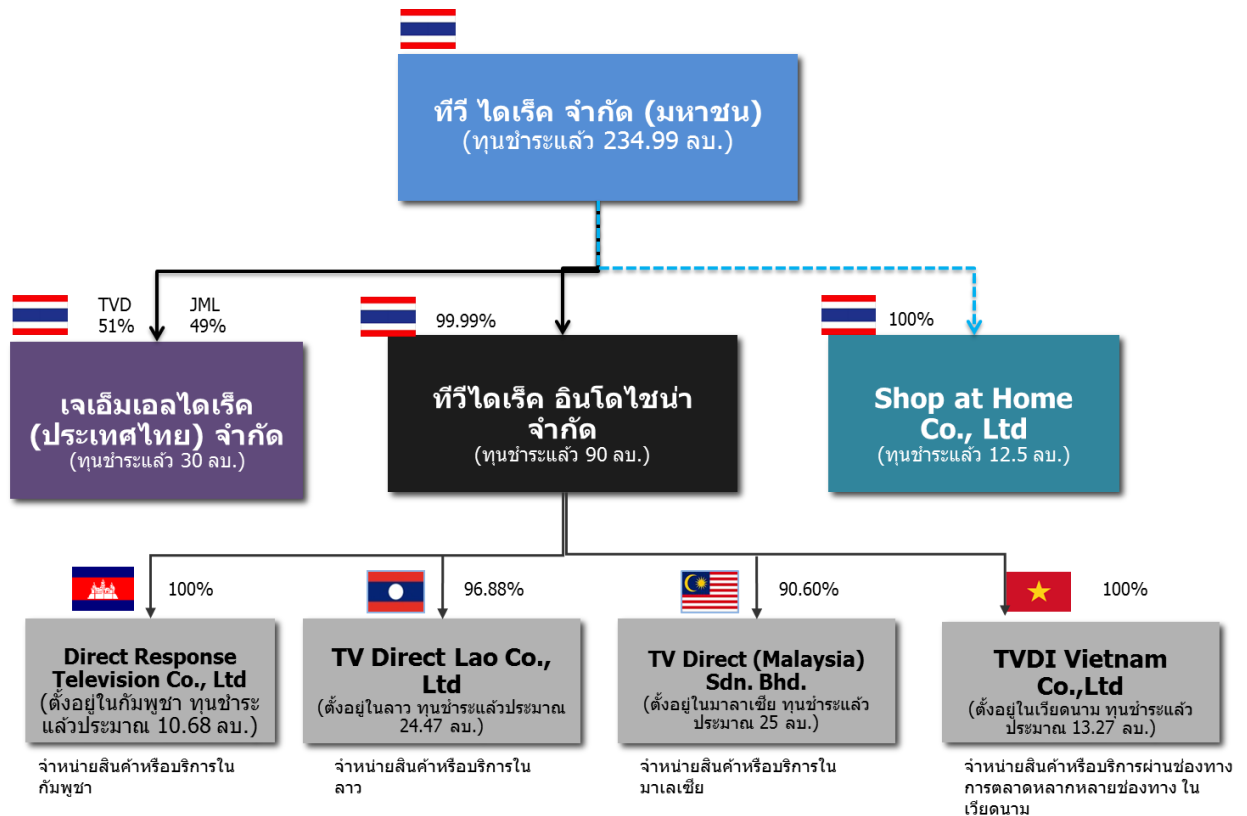 ทีวี ไดเร็ค จำกัด (มหาชน)
(ทุนชำระแล้ว 234.99 ลบ.)
TVD
51%
JML
49%
99.99%
100%
เจเอ็มเอลไดเร็ค
(ประเทศไทย) จำกัด
(ทุนชำระแล้ว 30 ลบ.)
ทีวีไดเร็ค อินโดไชน่า
จำกัด
(ทุนชำระแล้ว 90 ลบ.)
Shop at Home
Co., Ltd
(ทุนชำระแล้ว 12.5 ลบ.)
100%
96.88%
90.60%
100%
Direct Response
Television Co., Ltd
(ตั้งอยู่ในกัมพูชา ทุนชำระ
แล้วประมาณ 10.68 ลบ.)
TV Direct Lao Co.,
Ltd
(ตั้งอยู่ในลาว ทุนชำระแล้วประมาณ
24.47 ลบ.)
TV Direct (Malaysia)
Sdn. Bhd.
(ตั้งอยู่ในมาลาเซีย ทุนชำระแล้ว
ประมาณ 25 ลบ.)
TVDI Vietnam
Co.,Ltd
(ตั้งอยู่ในเวียดนาม ทุนชำระแล้ว
ประมาณ 13.27 ลบ.)
จำหน่ายสินค้าหรือบริการใน
กัมพูชา
จำหน่ายสินค้าหรือบริการใน
ลาว
จำหน่ายสินค้าหรือบริการใน
มาเลเซีย
จำหน่ายสินค้าหรือบริการผ่านช่องทาง
การตลาดหลากหลายช่องทาง ใน
เวียดนาม